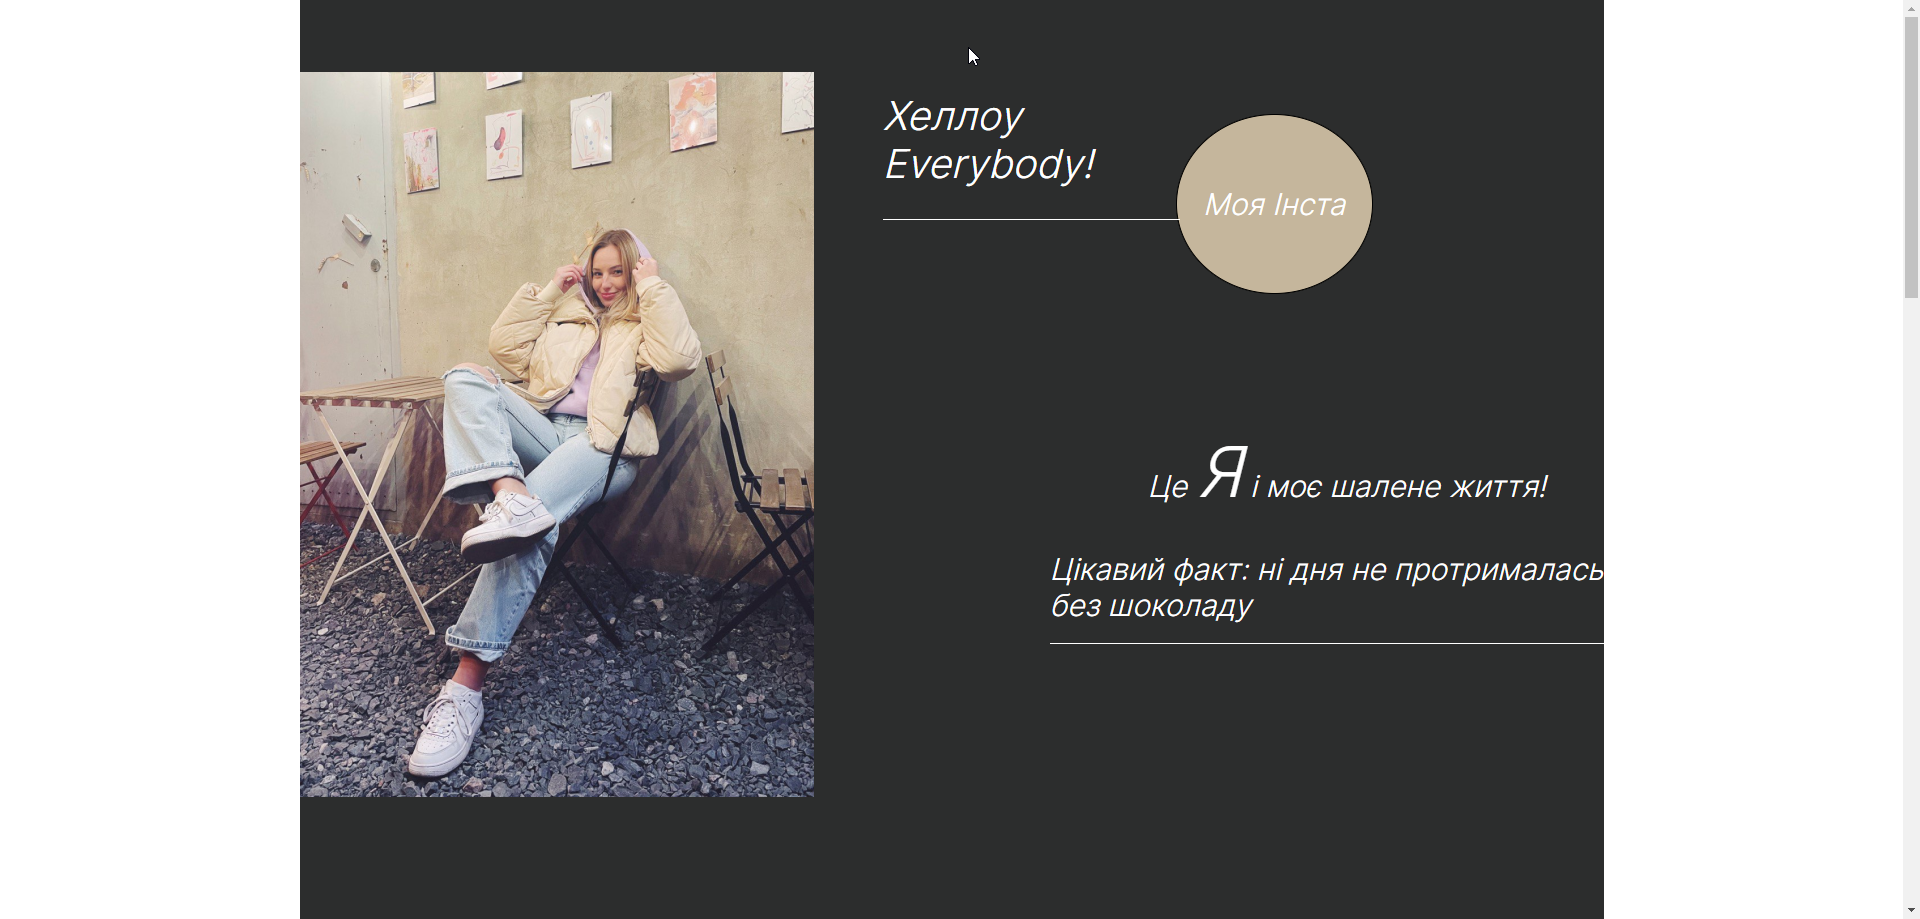 Хеллоу
Everybody!
Моя Інста
Це Я і моє шалене життя!
Цікавий факт: ні дня не протрималась
без шоколаду